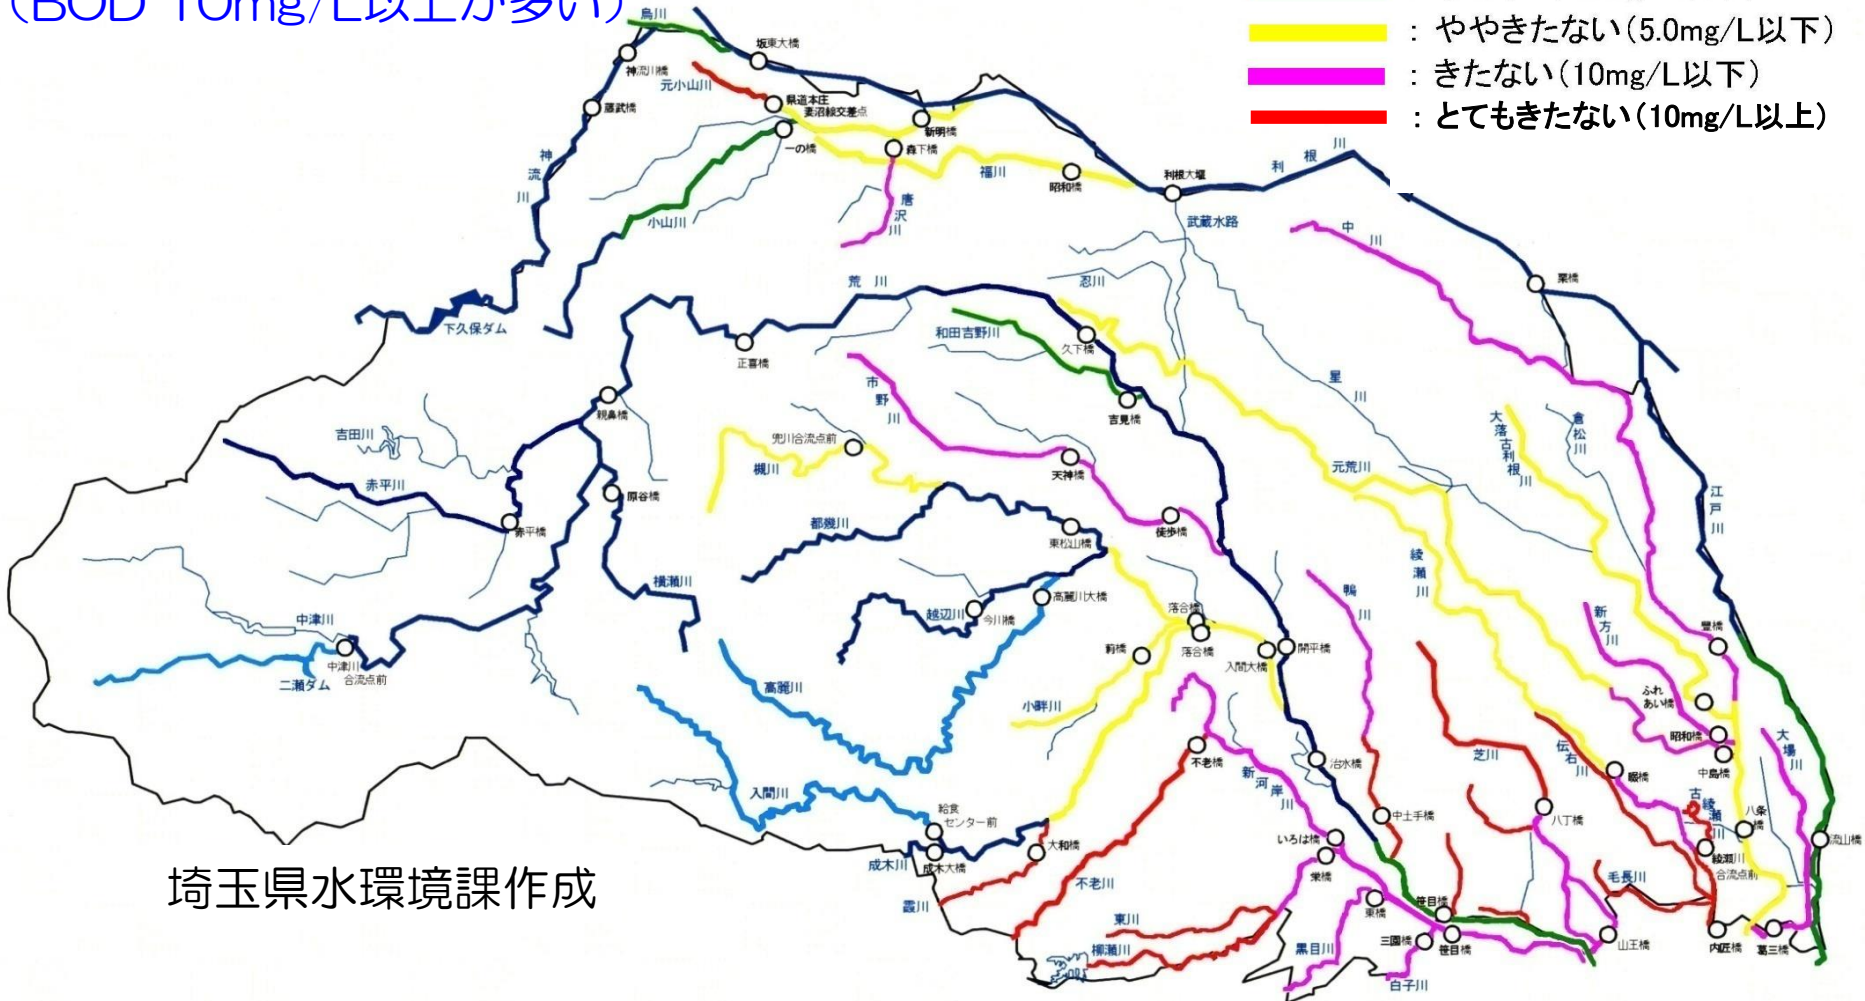 （BOD 10mg/L以上が多い）
：ややきたない（5.0mg/L以下）
：きたない（10mg/L以下）
：とてもきたない（10mg/L以上）
烏川
坂東大橋
神流川橋
元小山川
県道本庄
妻沼線交差点
藤武橋
新明橋
一の橋
森下橋
神流川
福川
昭和橋
利根大堰
利根川
唐沢川
小山川
武蔵水路
中川
荒川
忍川
栗橋
下久保ダム
和田吉野川
久下橋
正喜橋
市野川
星川
親鼻橋
吉見橋
大落古利根川
倉松川
吉田川
兜川合流点前
槻川
天神橋
元荒川
赤平川
原谷橋
江戸川
都幾川
徒歩橋
赤平橋
東松山橋
綾瀬川
横瀬川
高麗川大橋
鴨川
越辺川
今川橋
落合橋
新方川
中津川
落合橋
開平橋
豊橋
中津川
合流点前
莂橋
入間大橋
二瀬ダム
高麗川
小畔川
ふれ
あい橋
昭和橋
大場川
不老橋
新河岸川
治水橋
芝川
伝右川
畷橋
中島橋
入間川
給食
センター前
古綾瀬川
中土手橋
八丁橋
八条橋
いろは橋
流山橋
成木川
成木大橋
大和橋
栄橋
綾瀬川
合流点前
埼玉県水環境課作成
不老川
毛長川
霞川
東川
東橋
笹目橋
柳瀬川
黒目川
三園橋
笹目橋
山王橋
内匠橋
葛三橋
白子川